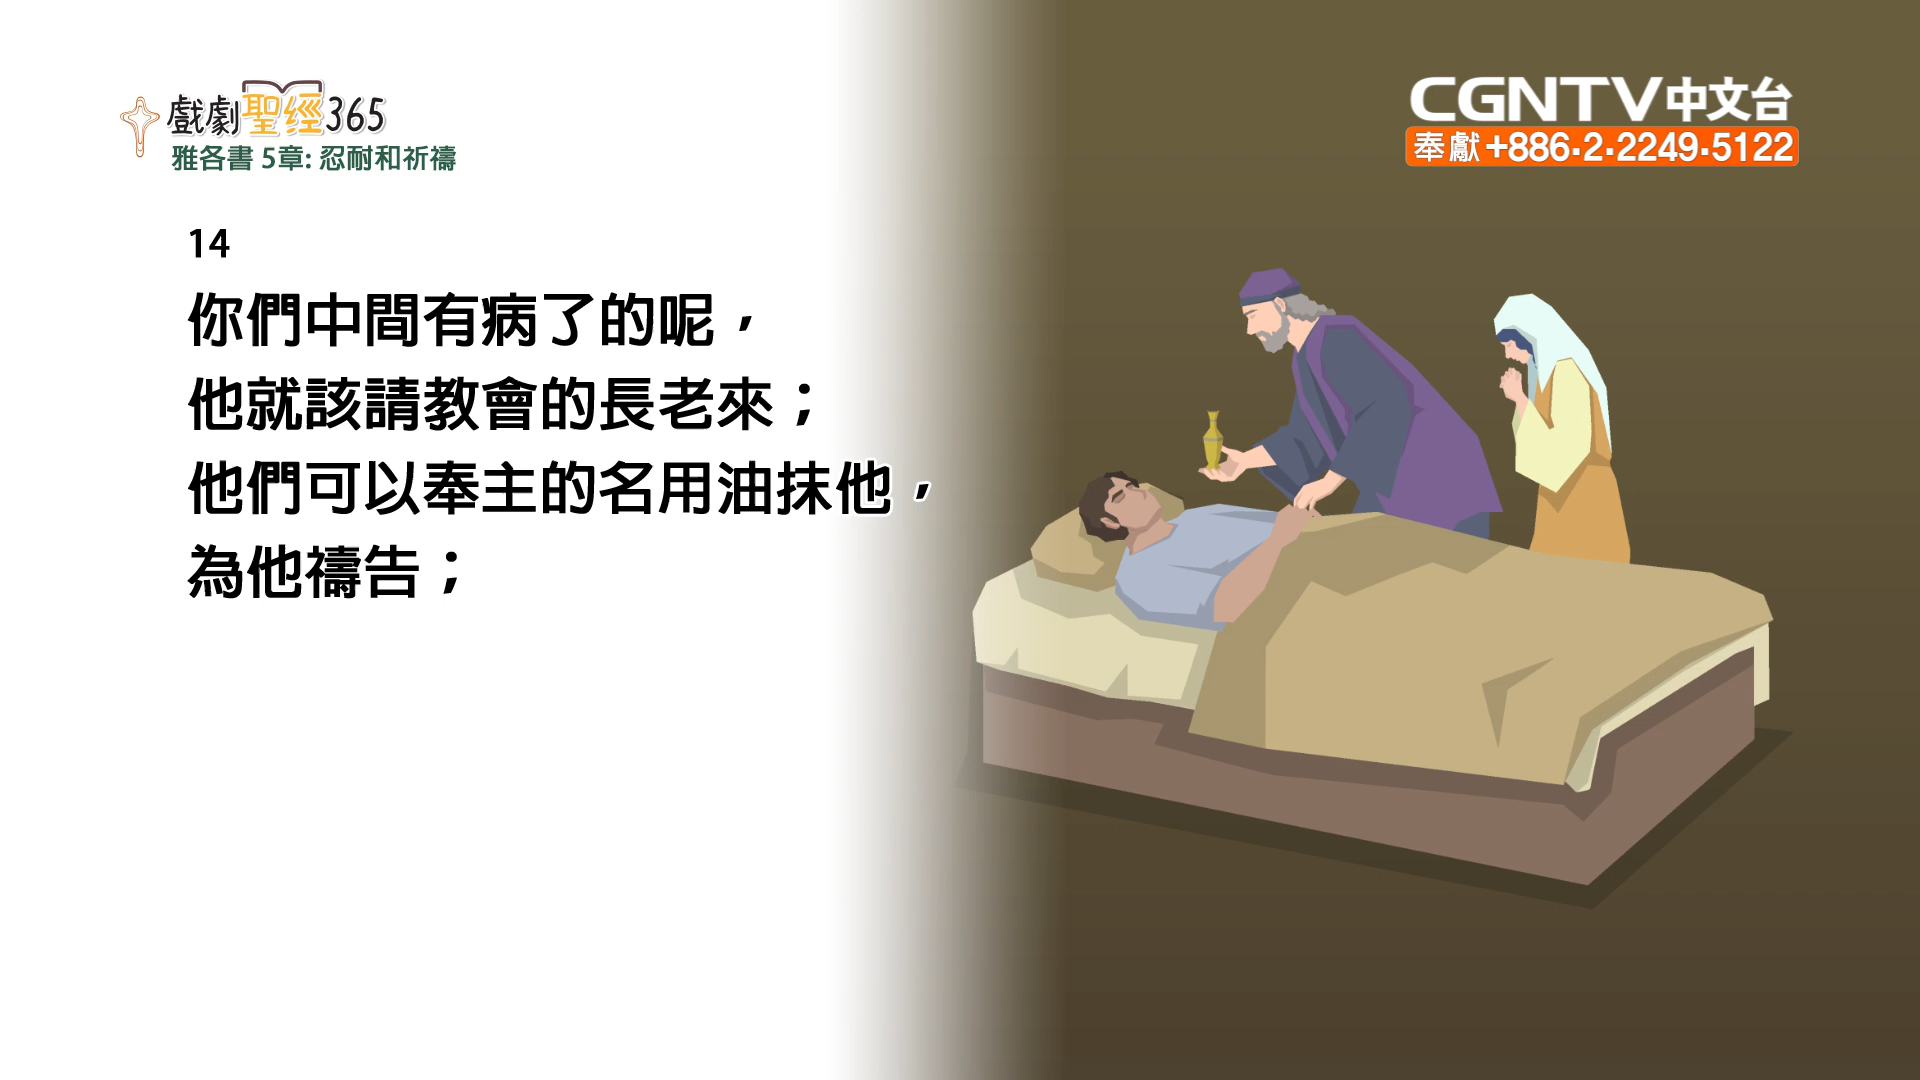 戲劇聖經365
雅各書 5章: 忍耐和祈禱
CGNTV中文台
奉獻 +886·2·2249·5122
14
你們中間有病了的呢，
他就該請教會的長老來；
他們可以奉主的名用油抹他，
為他禱告；